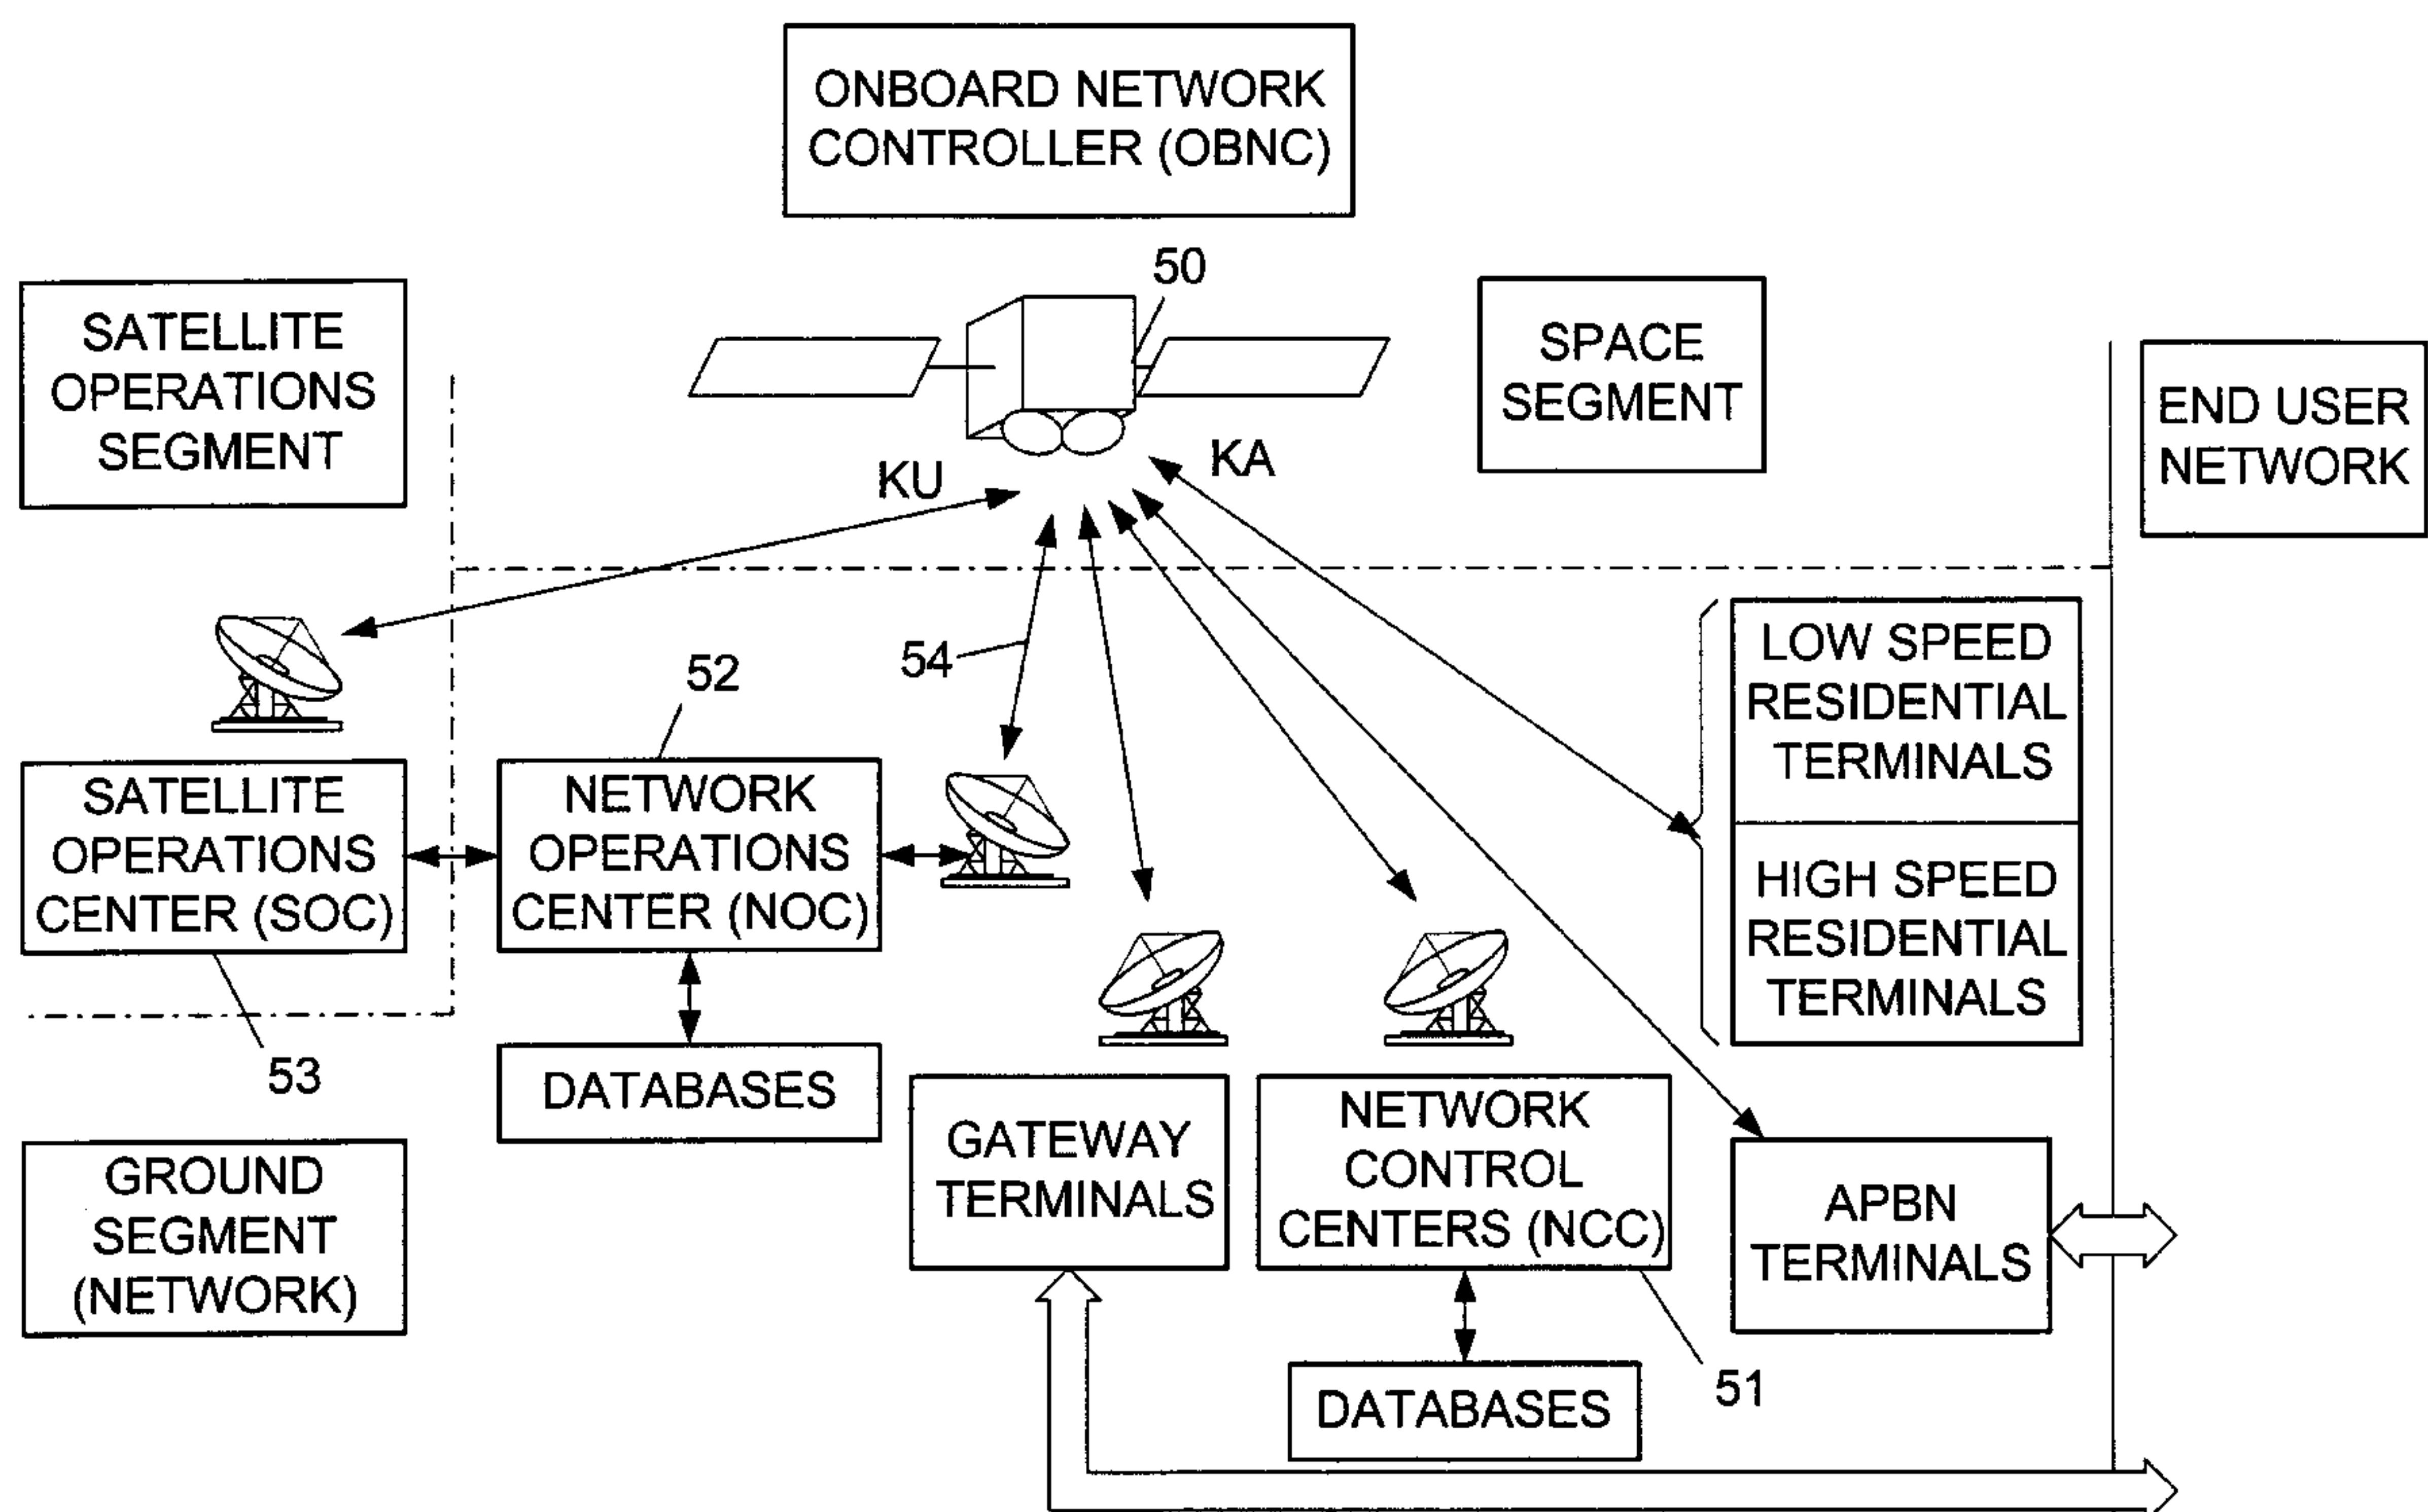 ONBOARD NETWORK
CONTROLLER (OBNC)
50
SATELLITE
OPERATIONS
SEGMENT
SPACE
SEGMENT
END USER
NETWORK
KU
KA
54
52
LOW SPEED
RESIDENTIAL
TERMINALS
HIGH SPEED
RESIDENTIAL
TERMINALS
SATELLITE
OPERATIONS
CENTER (SOC)
NETWORK
OPERATIONS
CENTER (NOC)
53
DATABASES
GATEWAY
TERMINALS
NETWORK
CONTROL
CENTERS (NCC)
APBN
TERMINALS
GROUND
SEGMENT
(NETWORK)
51
DATABASES